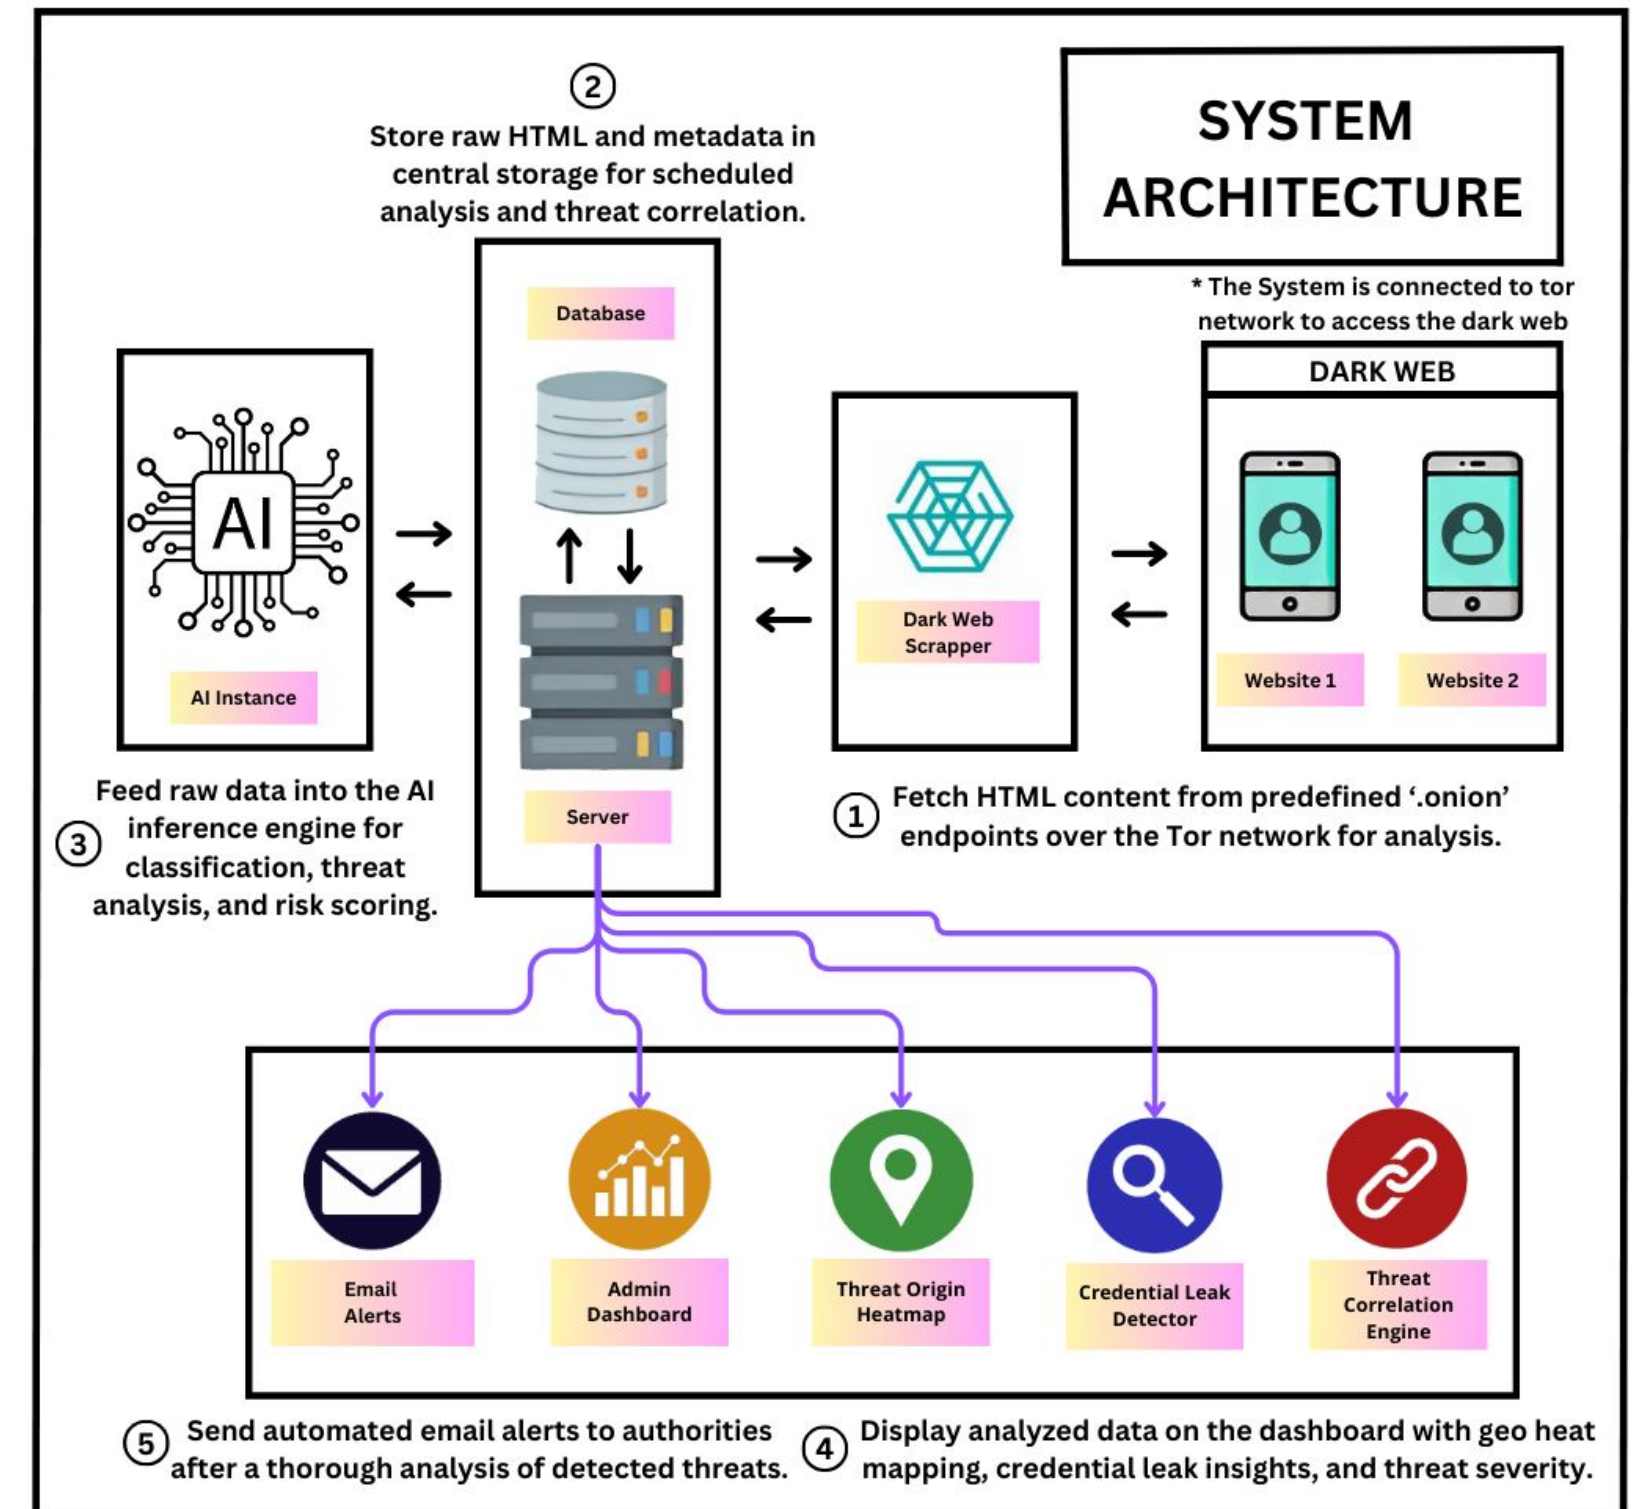 SYSTEM
ARCHITECTURE
* The System is connected to tor
network to access the dark web
2
Store raw HTML and metadata in
central storage for scheduled
analysis and threat correlation.
Database
Server
AI
AI Instance
Dark Web
Scrapper
DARK WEB
Website 1
Website 2
3
Feed raw data into the AI
inference engine for
classification, threat
analysis, and risk scoring.
1
Fetch HTML content from predefined ‘.onion’
endpoints over the Tor network for analysis.
Email
Alerts
Admin
Dashboard
Threat Origin
Heatmap
Credential Leak
Detector
Threat
Correlation
Engine
5
Send automated email alerts to authorities
after a thorough analysis of detected threats.
4
Display analyzed data on the dashboard with geo heat
mapping, credential leak insights, and threat severity.